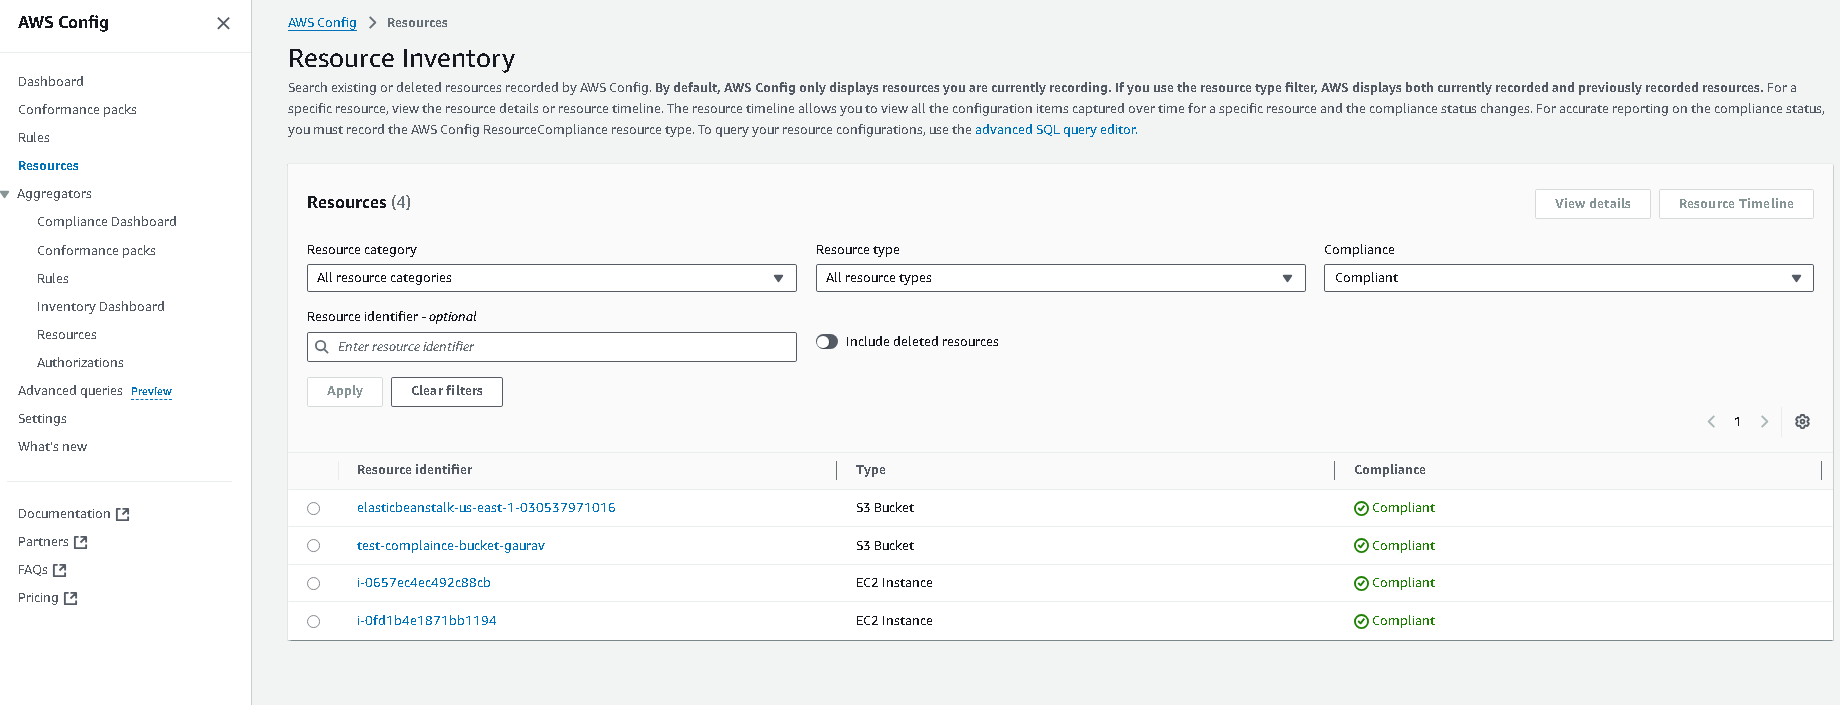 AWS Config
Dashboard
Conformance packs
Rules
Resources
Aggregators
Compliance Dashboard
Conformance packs
Rules
Inventory Dashboard
Resources
Authorizations
Advanced queries Preview
Settings
What's new
Documentation
Partners
FAQs
Pricing
AWS Config > Resources
Resource Inventory
Search existing or deleted resources recorded by AWS Config. By default, AWS Config only displays resources you are currently recording. If you use the resource type filter, AWS displays both currently recorded and previously recorded resources. For a
specific resource, view the resource details or resource timeline. The resource timeline allows you to view all the configuration items captured over time for a specific resource and the compliance status changes. For accurate reporting on the compliance status,
you must record the AWS Config ResourceCompliance resource type. To query your resource configurations, use the advanced SQL query editor.
Resources (4)
View details Resource Timeline
Resource category Resource type Compliance
All resource categories All resource types Compliant
Resource identifier - optional
Enter resource identifier Include deleted resources
Apply Clear filters
1
Resource identifier Type Compliance
elasticbeanstalk-us-east-1-030537971016 S3 Bucket Compliant
test-complaince-bucket-gaurav S3 Bucket Compliant
i-0657ec4ec492c88cb EC2 Instance Compliant
i-0fd1b4e1871bb1194 EC2 Instance Compliant